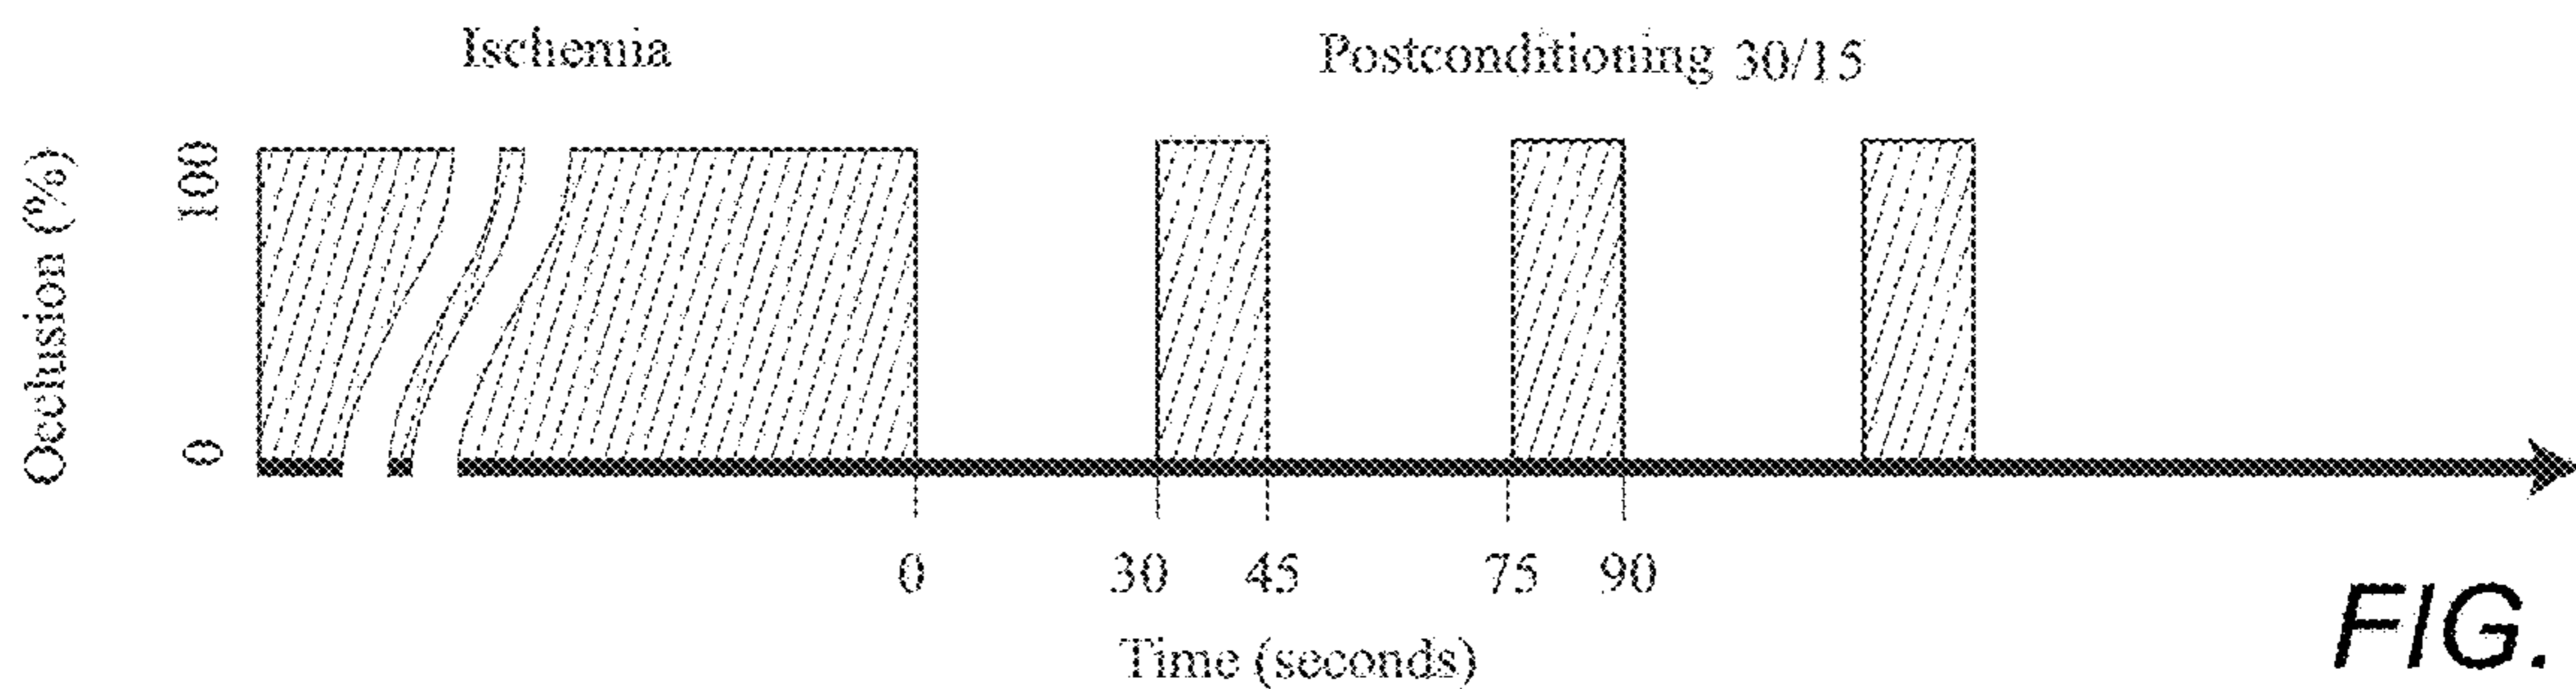 Ischemia
Postconditioning 30/15
Occlusion (%)
100
0
0 30 45 75 90
Time (seconds)
FIG.